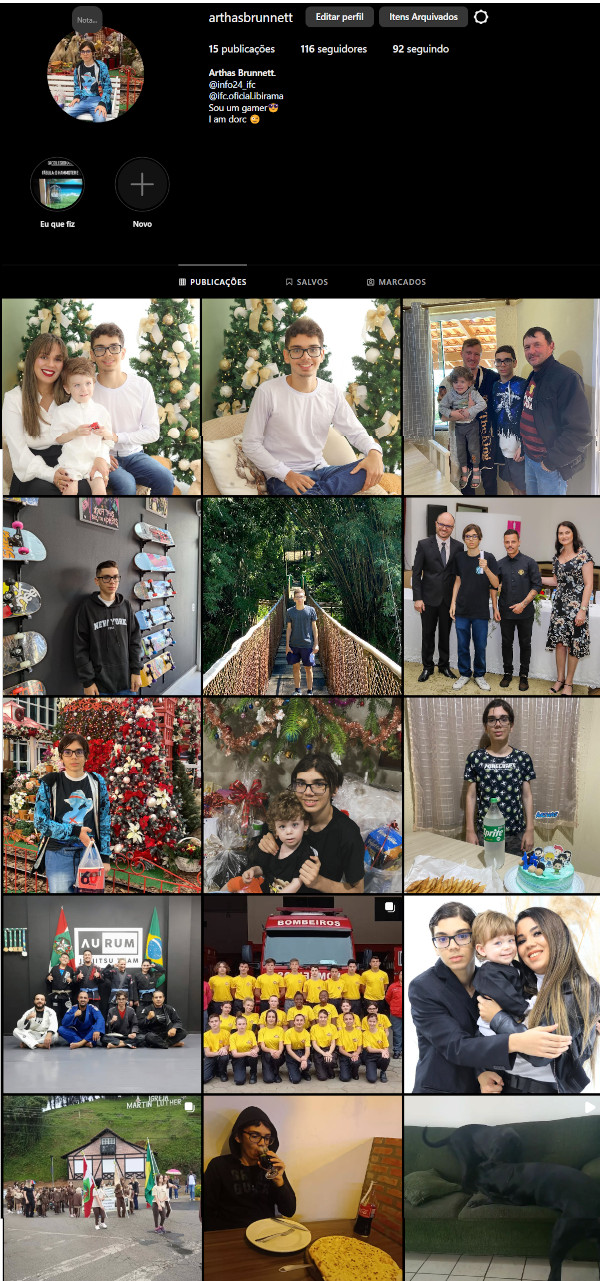 Nota...
arthasbrunnett
Editar perfil
Itens Arquivados
15 publicações
116 seguidores
92 seguindo
Arthas Brunnett.
@info24_ifc
@ifc.oficial.ibirama
Sou um gamer😍
I am dorc 🤕
Eu que fiz
Novo
PUBLICAÇÕES
SALVOS
MARCADOS
NEW YORK
Sprite
AURUM
JIU JITSU TEAM
BOMBEIROS
IGREJA
MARTIN LUTHER